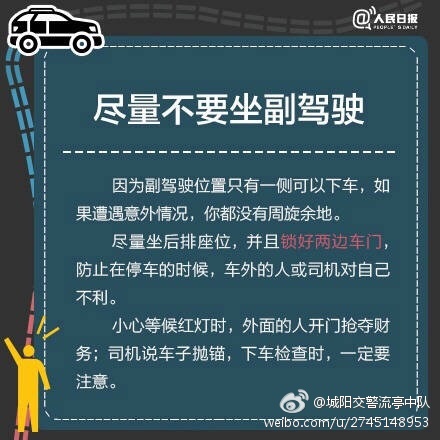 @人民日报
PEOPLE'S DAILY
尽量不要坐副驾驶
因为副驾驶位置只有一侧可以下车,如
果遭遇意外情况,你都没有周旋余地。
尽量坐后排座位,并且锁好两边车门,
防止在停车的时候,车外的人或司机对自己
不利。
小心等候红灯时,外面的人开门抢夺财
务;司机说车子抛锚,下车检查时,一定要
注意。
@城阳交警流亭中队
weibo.com/u/2745148953